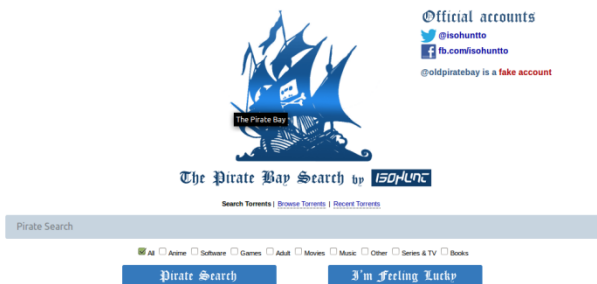 Official accounts
@isohuntto
fb.com/isohuntto
@oldpiratebay is a fake account
The Pirate Bay
The Pirate Bay Search by ISOHUNT
Search Torrents | Browse Torrents | Recent Torrents
Pirate Search
All Anime Software Games Adult Movies Music Other Series & TV Books
Pirate Search I'm Feeling Lucky